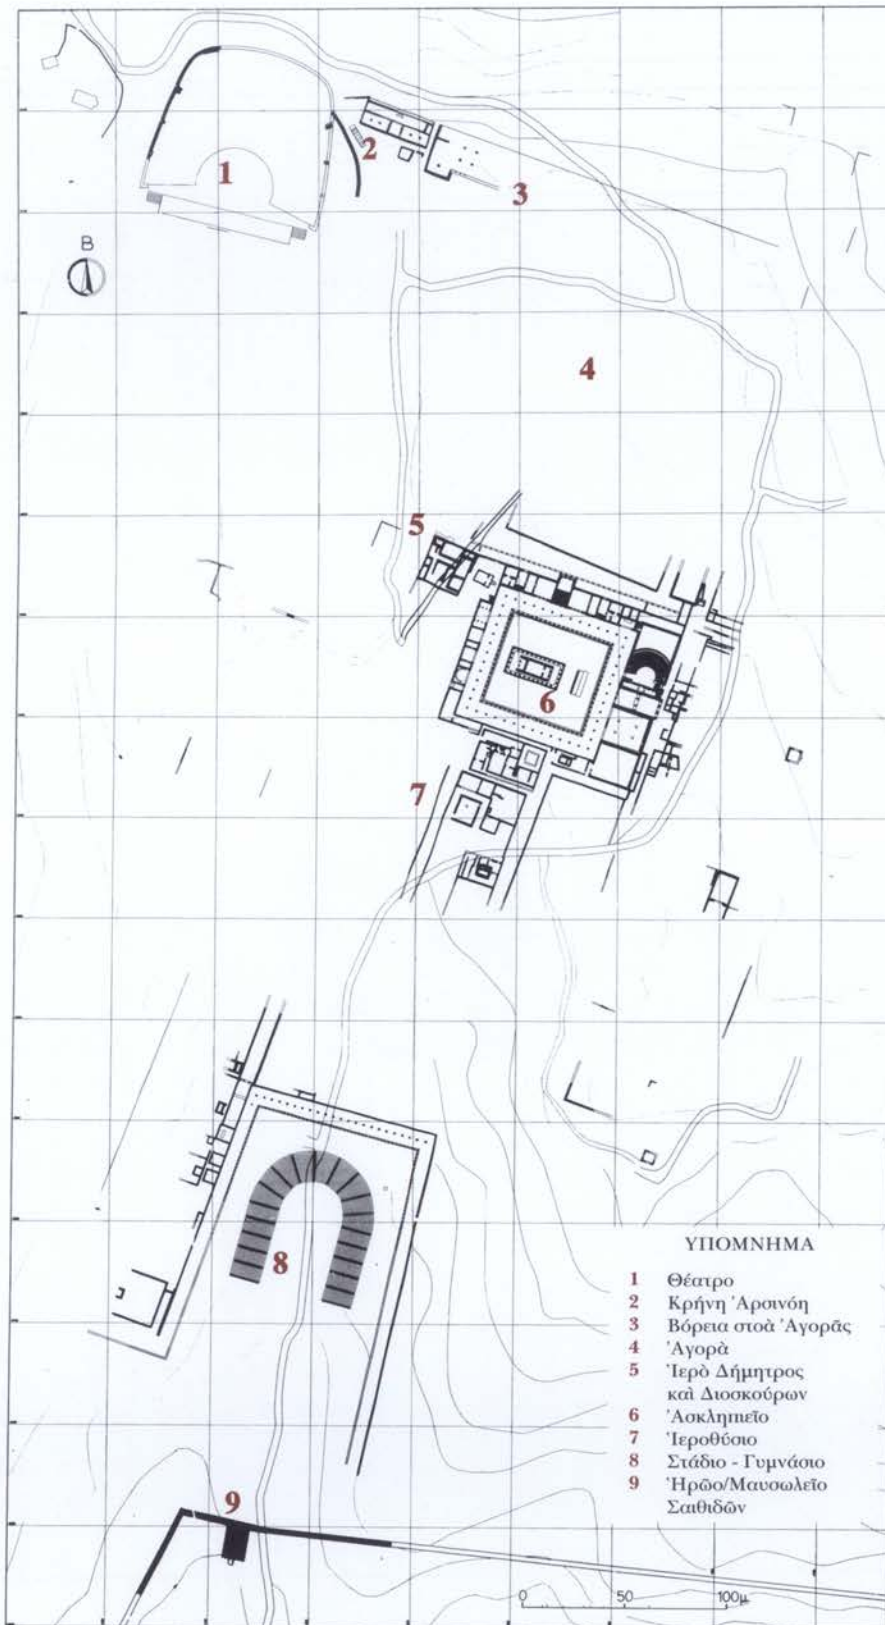 1
2
3
B
4
5
6
7
8
9
ΥΠΟΜΝΗΜΑ
1 Θέατρο
2 Κρήνη Ἀρσινόη
3 Βόρεια στοὰ Ἀγορᾶς
4 Ἀγορὰ
5 Ἱερὸ Δήμητρος
καὶ Διοσκούρων
6 Ἀσκληπιεῖο
7 Ἱεροθύσιο
8 Στάδιο - Γυμνάσιο
9 Ἡρῶο/Μαυσωλεῖο
Σαιθιδῶν
0 50 100μ